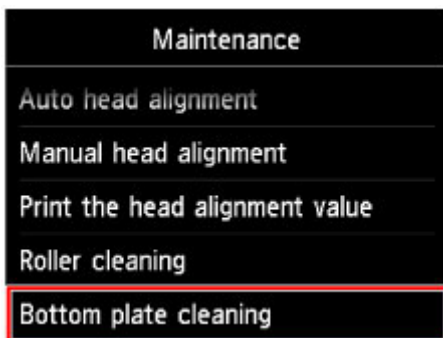 Maintenance
Auto head alignment
Manual head alignment
Print the head alignment value
Roller cleaning
Bottom plate cleaning